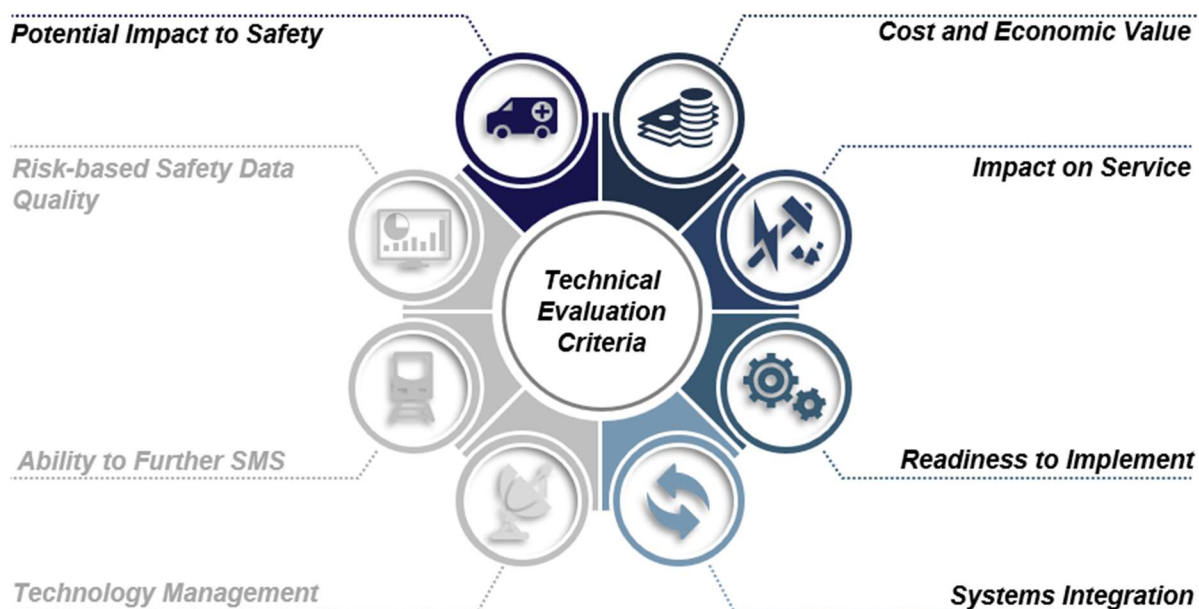 Potential Impact to Safety
Cost and Economic Value
Risk-based Safety Data
Quality
Impact on Service
Technical
Evaluation
Criteria
Ability to Further SMS
Readiness to Implement
Technology Management
Systems Integration